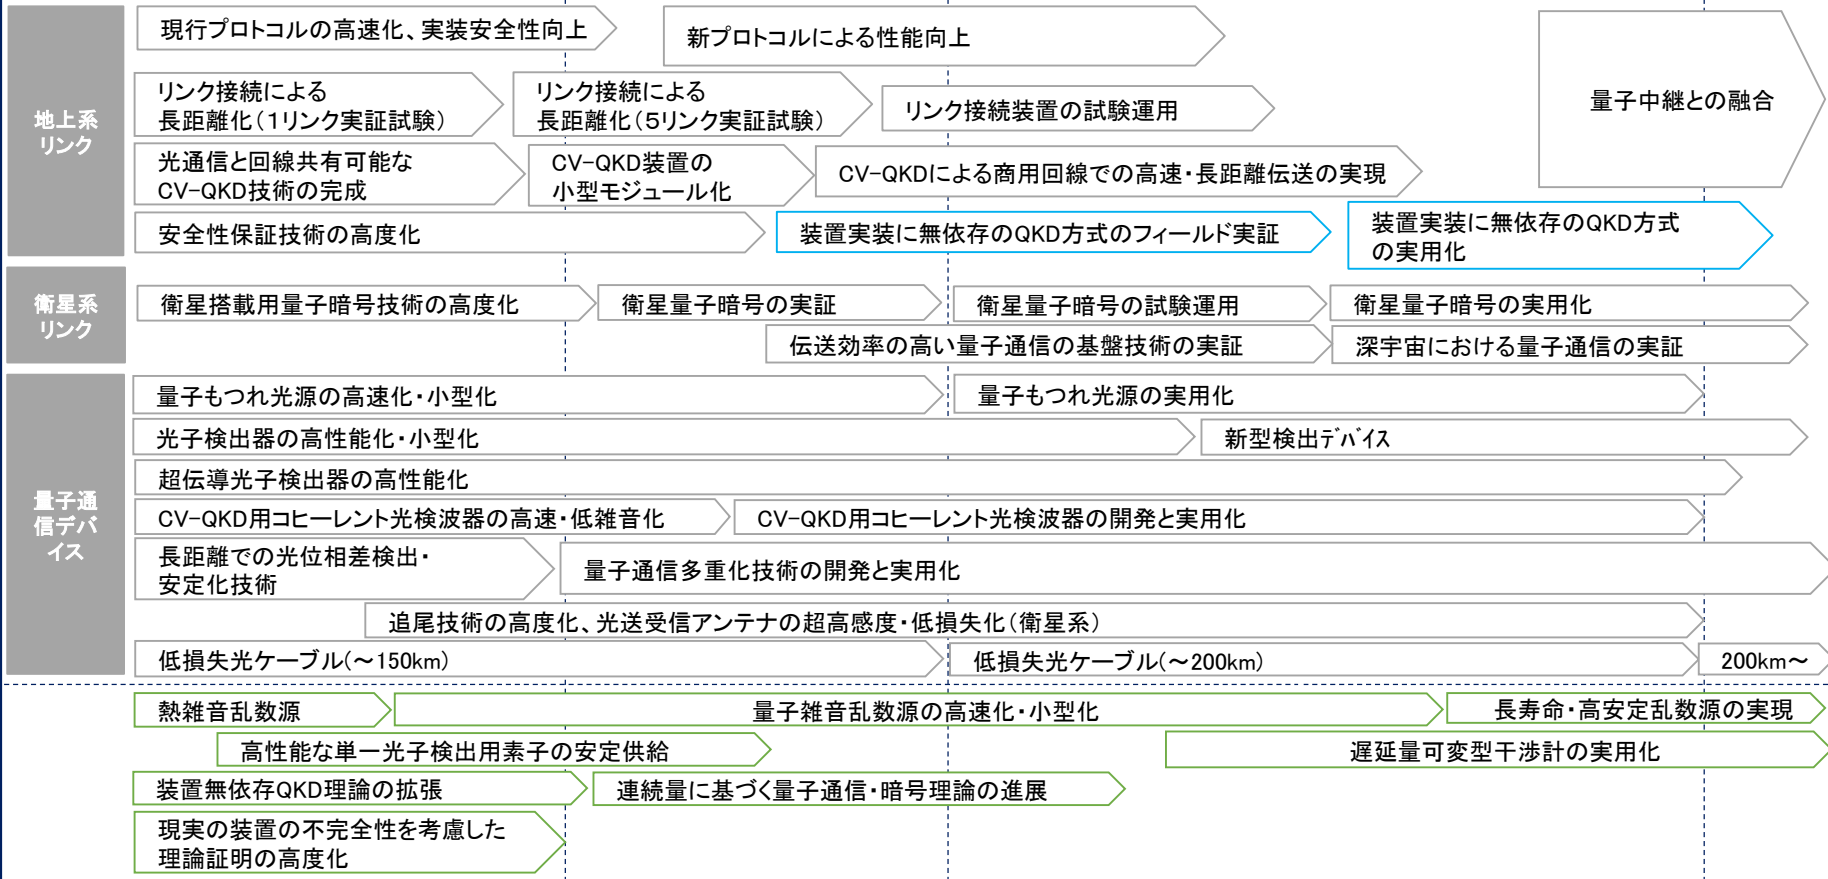 地上系
リンク
現行プロトコルの高速化、実装安全性向上
新プロトコルによる性能向上
量子中継との融合
リンク接続による
長距離化(1リンク実証試験)
リンク接続による
長距離化(5リンク実証試験)
リンク接続装置の試験運用
光通信と回線共有可能な
CV-QKD技術の完成
CV-QKD装置の
小型モジュール化
CV-QKDによる商用回線での高速・長距離伝送の実現
安全性保証技術の高度化
装置実装に無依存のQKD方式のフィールド実証
装置実装に無依存のQKD方式
の実用化
衛星系
リンク
衛星搭載用量子暗号技術の高度化
衛星量子暗号の実証
衛星量子暗号の試験運用
衛星量子暗号の実用化
伝送効率の高い量子通信の基盤技術の実証
深宇宙における量子通信の実証
量子通
信デバ
イス
量子もつれ光源の高速化・小型化
量子もつれ光源の実用化
光子検出器の高性能化・小型化
新型検出デバイス
超伝導光子検出器の高性能化
CV-QKD用コヒーレント光検波器の高速・低雑音化
CV-QKD用コヒーレント光検波器の開発と実用化
長距離での光位相差検出・
安定化技術
量子通信多重化技術の開発と実用化
追尾技術の高度化、光送受信アンテナの超高感度・低損失化(衛星系)
低損失光ケーブル(~150km)
低損失光ケーブル(~200km)
200km~
熱雑音乱数源
量子雑音乱数源の高速化・小型化
長寿命・高安定乱数源の実現
高性能な単一光子検出用素子の安定供給
遅延量可変型干渉計の実用化
装置無依存QKD理論の拡張
連続量に基づく量子通信・暗号理論の進展
現実の装置の不完全性を考慮した
理論証明の高度化